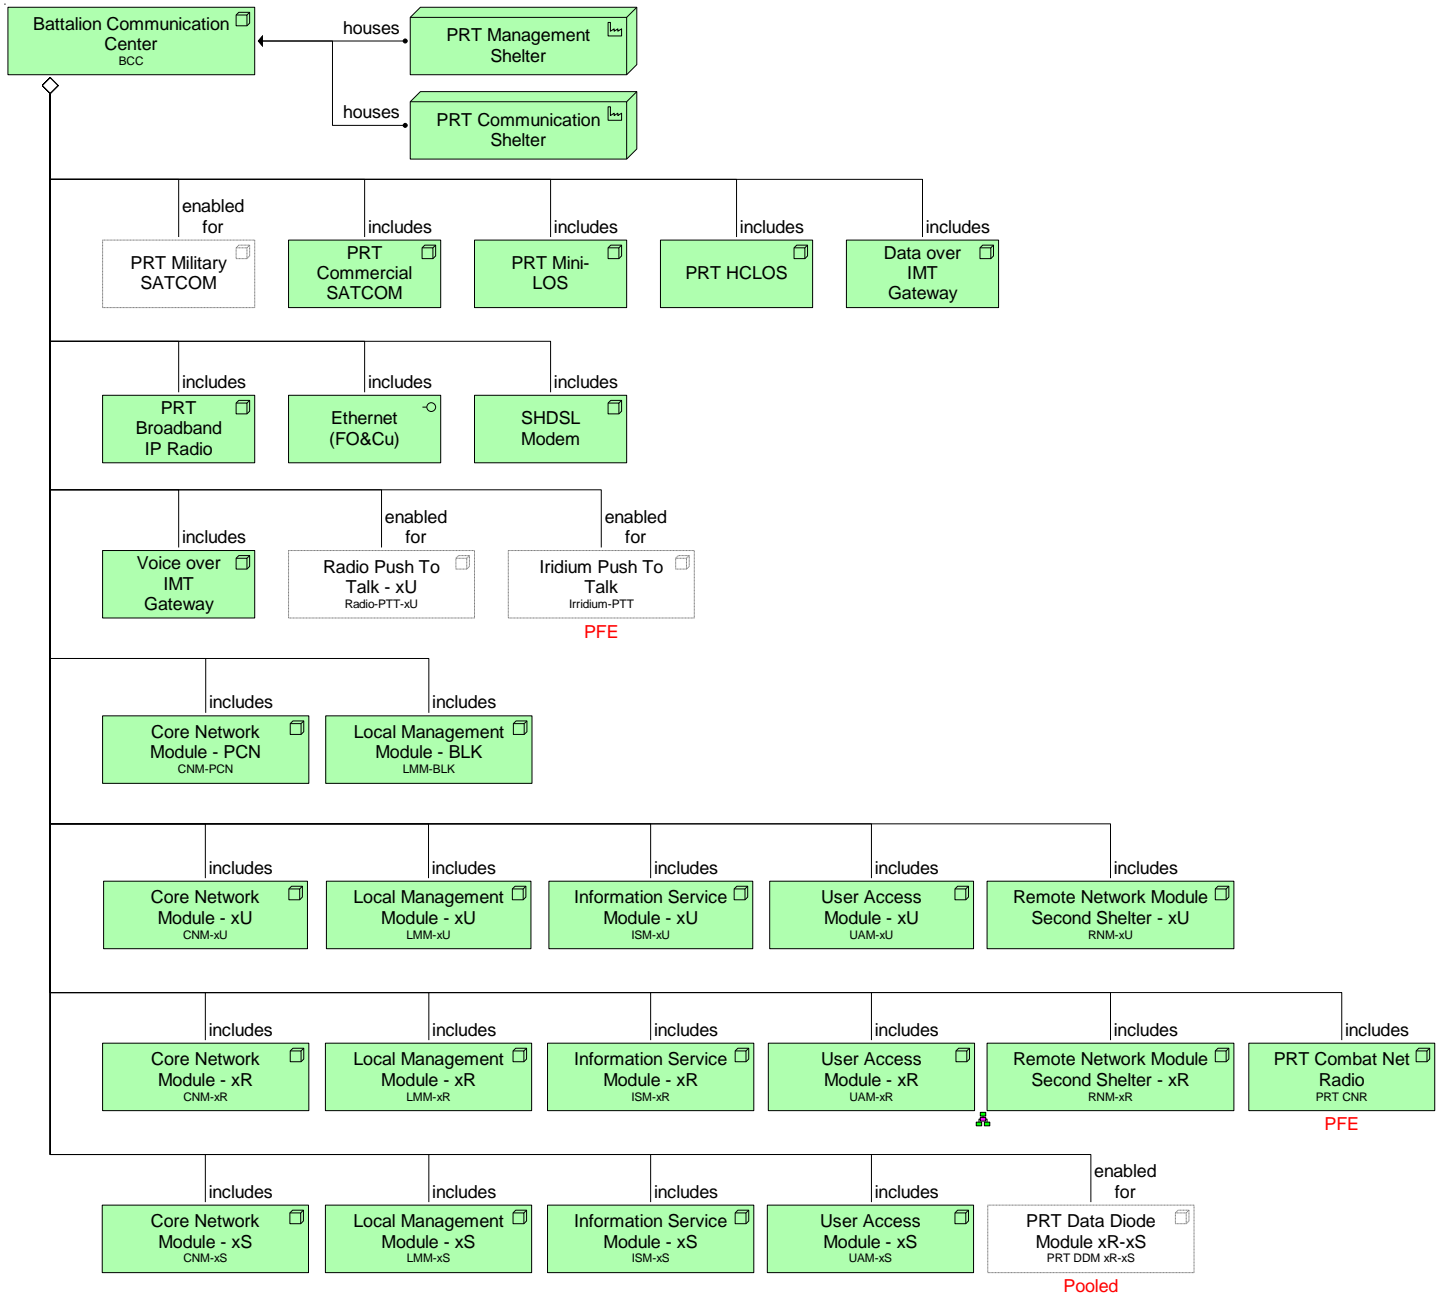 Battalion Communication
Center
BCC
houses
PRT Management
Shelter
houses
PRT Communication
Shelter
enabled
for
includes
includes
includes
includes
PRT Military
SATCOM
PRT
Commercial
SATCOM
PRT Mini-
LOS
PRT HCLOS
Data over
IMT
Gateway
includes
includes
includes
PRT
Broadband
IP Radio
Ethernet
(FO&Cu)
SHDSL
Modem
includes
enabled
for
enabled
for
Voice over
IMT
Gateway
Radio Push To
Talk - xU
Radio-PTT-xU
Iridium Push To
Talk
Irridium-PTT
PFE
includes
includes
Core Network
Module - PCN
CNM-PCN
Local Management
Module - BLK
LMM-BLK
includes
includes
includes
includes
includes
Core Network
Module - xU
CNM-xU
Local Management
Module - xU
LMM-xU
Information Service
Module - xU
ISM-xU
User Access
Module - xU
UAM-xU
Remote Network Module
Second Shelter - xU
RNM-xU
includes
includes
includes
includes
includes
includes
Core Network
Module - xR
CNM-xR
Local Management
Module - xR
LMM-xR
Information Service
Module - xR
ISM-xR
User Access
Module - xR
UAM-xR
Remote Network Module
Second Shelter - xR
RNM-xR
PRT Combat Net
Radio
PRT CNR
PFE
includes
includes
includes
includes
enabled
for
Core Network
Module - xS
CNM-xS
Local Management
Module - xS
LMM-xS
Information Service
Module - xS
ISM-xS
User Access
Module - xS
UAM-xS
PRT Data Diode
Module xR-xS
PRT DDM xR-xS
Pooled